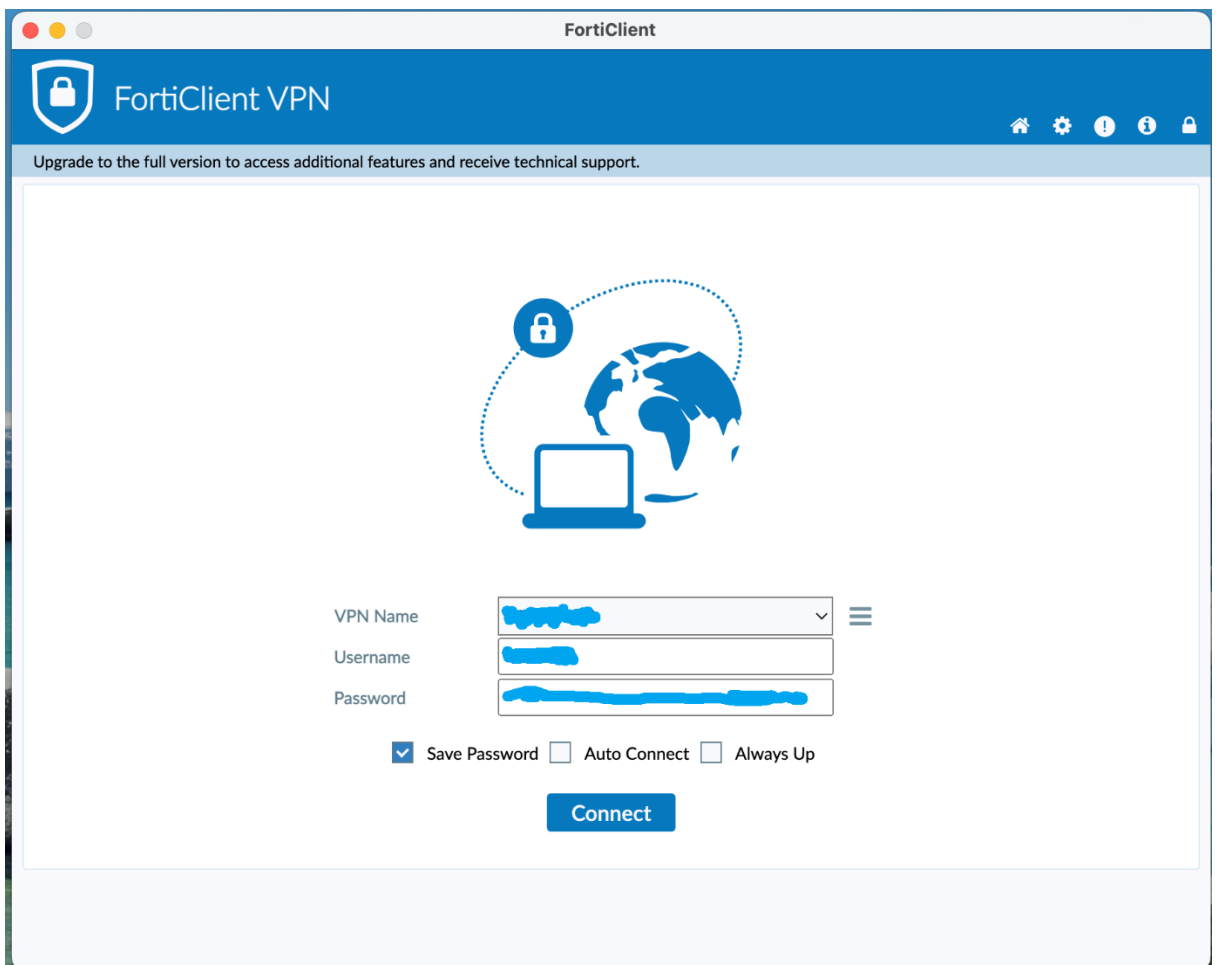 FortiClient
FortiClient VPN
Upgrade to the full version to access additional features and receive technical support.
VPN Name
Username
Password
Save Password Auto Connect Always Up
Connect